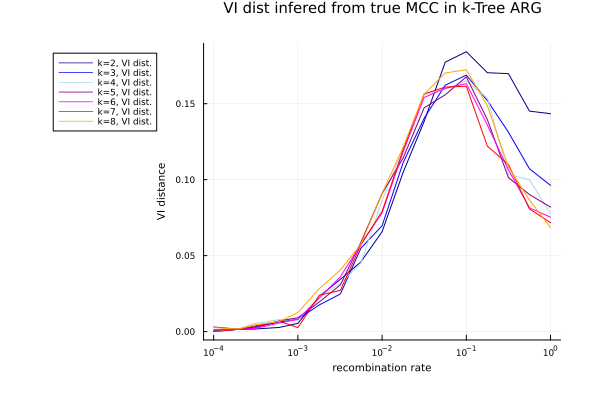 VI dist infered from true MCC in k-Tree ARG
k=2, VI dist.
k=3, VI dist.
k=4, VI dist.
k=5, VI dist.
k=6, VI dist.
k=7, VI dist.
k=8, VI dist.
VI distance
0.15
0.10
0.05
0.00
10⁻⁴ 10⁻³ 10⁻² 10⁻¹ 10⁰
recombination rate